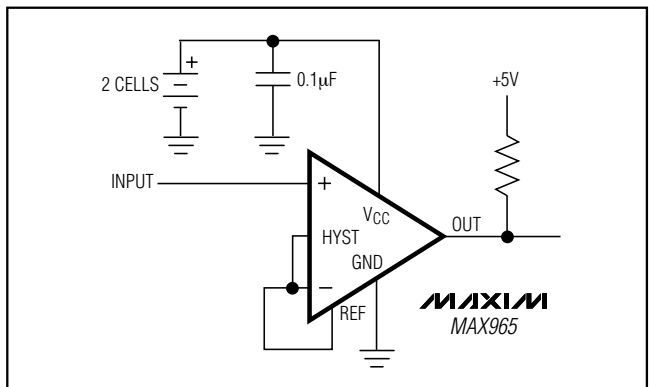 +
2 CELLS
0.1µF
+5V
INPUT
+
VCC
OUT
HYST
GND
−
REF
MAXIM
MAX965